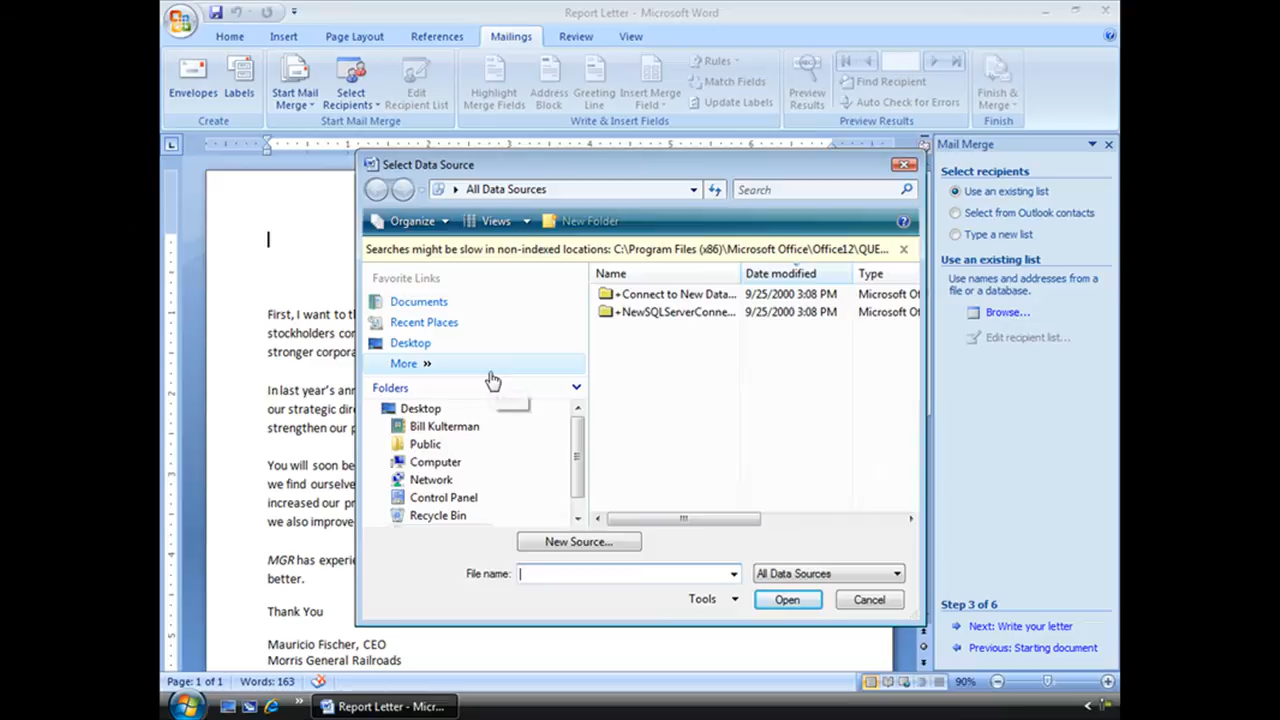 Report Letter - Microsoft Word
Home Insert Page Layout References Mailings Review View
Envelopes Labels
Create
Start Mail Merge Select Recipients Edit Recipient List
Start Mail Merge
Highlight Merge Fields Address Block Greeting Line Insert Merge Field
Rules
Match Fields
Update Labels
Write & Insert Fields
Preview Results
Find Recipient
Auto Check for Errors
Preview Results
Finish & Merge
Finish
1 2 3 4 5 6
First, I want to th
stockholders co
stronger corpora
In last year's ann
our strategic dire
strengthen our p
You will soon be
we find ourselve
increased our pr
we also improve
MGR has experie
better.
Thank You
Mauricio Fischer, CEO
Morris General Railroads
Select Data Source
All Data Sources
Search
Organize Views New Folder
Searches might be slow in non-indexed locations: C:\Program Files (x86)\Microsoft Office\Office12\QUE...
Favorite Links
Documents
Recent Places
Desktop
More »
Folders
Desktop
Bill Kulterman
Public
Computer
Network
Control Panel
Recycle Bin
Name Date modified Type
+Connect to New Data... 9/25/2000 3:08 PM Microsoft Of
+NewSQLServerConne... 9/25/2000 3:08 PM Microsoft Of
New Source...
File name: All Data Sources
Tools Open Cancel
Mail Merge
Select recipients
Use an existing list
Select from Outlook contacts
Type a new list
Use an existing list
Use names and addresses from a
file or a database.
Browse...
Edit recipient list...
Step 3 of 6
Next: Write your letter
Previous: Starting document
Page: 1 of 1 Words: 163 90%
Report Letter - Micr...